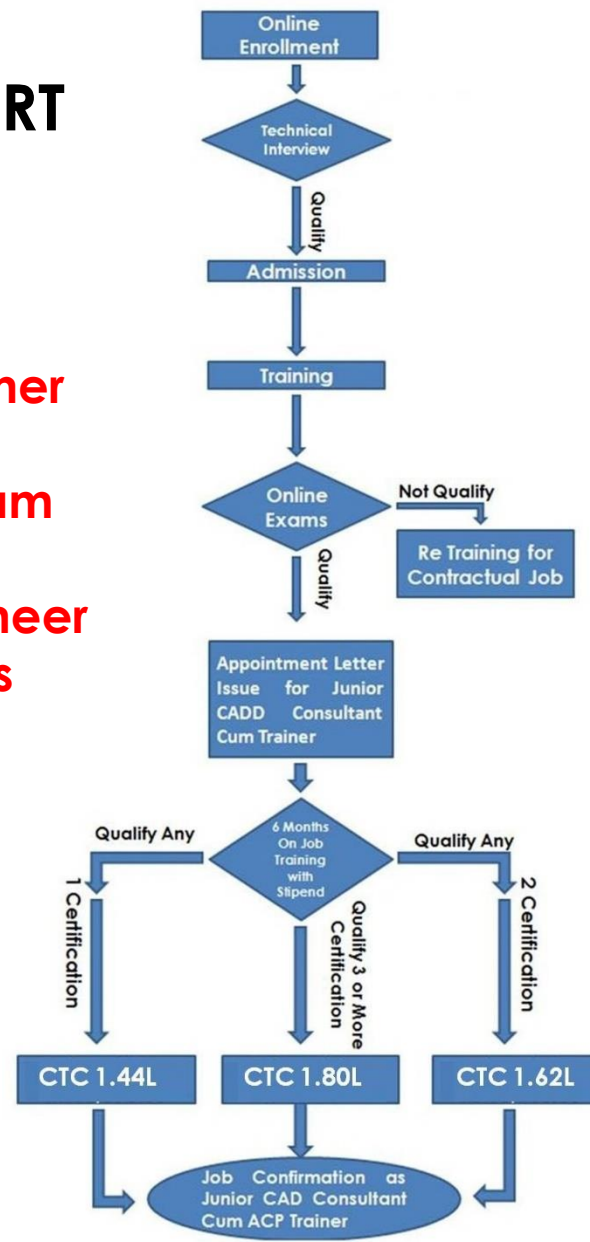 Online
Enrollment
RT
Technical
Interview
Qualify
Admission
ner
Training
um
Online
Exams
Not Qualify
Re Training for
Contractual Job
Qualify
neer
s
Appointment Letter
Issue for Junior
CADD Consultant
Cum Trainer
6 Months
On Job
Training
with
Stipend
Qualify Any
1 Certification
Qualify 3 or More
Certification
Qualify Any
2 Certification
CTC 1.44L
CTC 1.80L
CTC 1.62L
Job Confirmation as
Junior CAD Consultant
Cum ACP Trainer